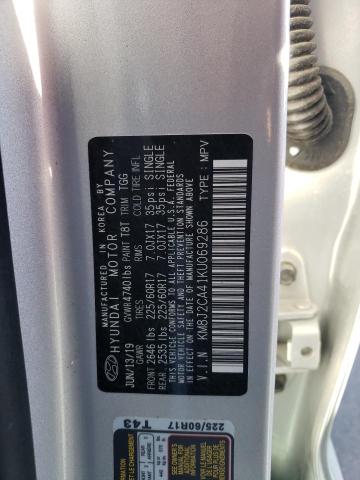 MANUFACTURED IN KOREA BY
HYUNDAI MOTOR COMPANY
JUN/13/19 GVWR 4740 lbs PAINT T8T TRIM TGG
GAWR TIRES RIMS COLD TIRE INFL
FRONT 2646 lbs 225/60R17 7.0JX17 35psi SINGLE
REAR 2535 lbs 225/60R17 7.0JX17 35psi SINGLE
THIS VEHICLE CONFORMS TO ALL APPLICABLE U.S.A. FEDERAL
MOTOR VEHICLE SAFETY, BUMPER, AND THEFT PREVENTION STANDARDS
IN EFFECT ON THE DATE OF MANUFACTURE SHOWN ABOVE.
V.I.N KM8J2CA41KU069286 TYPE : MPV
T43
225/60R17